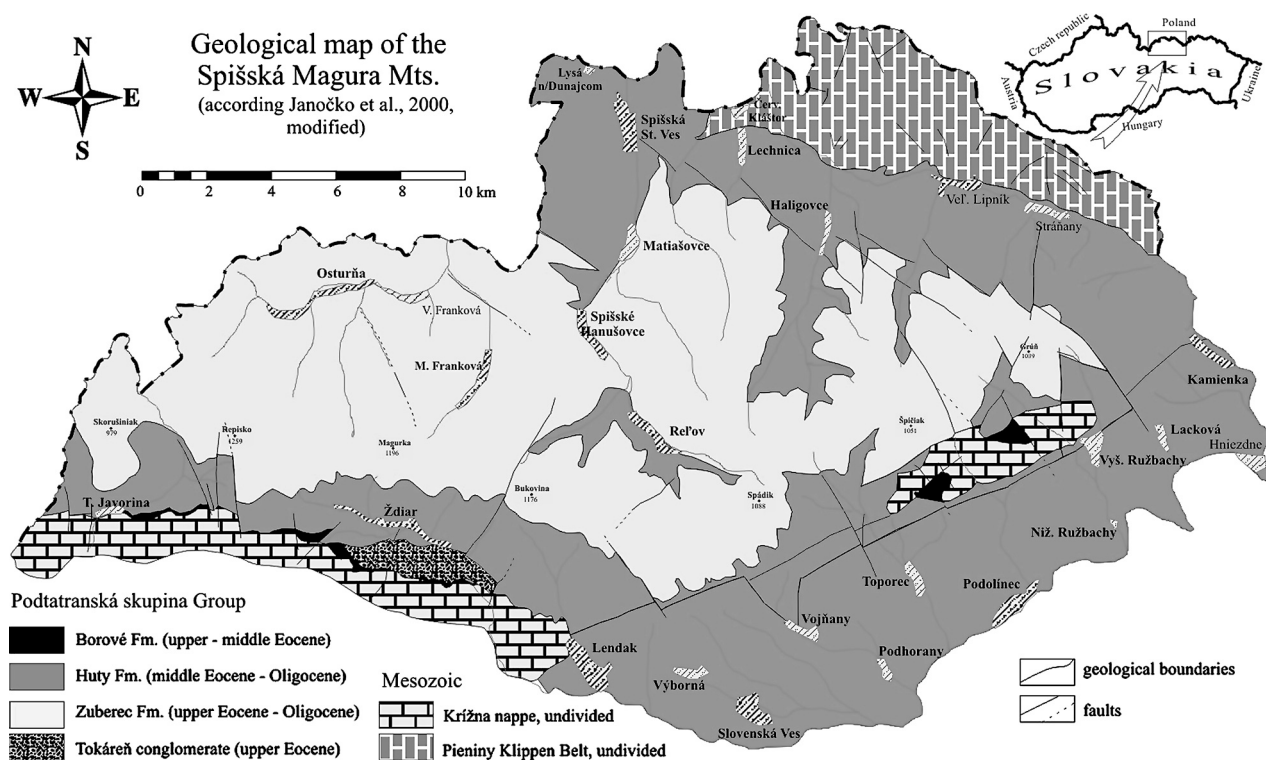 Geological map of the
Spišská Magura Mts.
(according Janočko et al., 2000,
modified)
N
W
E
S
0
2
4
6
8
10 km
Czech republic
Poland
Slovakia
Ukraine
Austria
Hungary
Lysá
n/Dunajcom
Spišská
St. Ves
Červ.
Kláštor
Lechnica
Haligovce
Veľ. Lipník
Stráňany
Matiašovce
Osturňa
V. Franková
Spišské
Hanušovce
M. Franková
Grúň
1019
Kamienka
Skorušiniak
979
Repisko
1259
Magurka
1196
Reľov
Špičiak
1051
Lacková
Hniezdne
Vyš. Ružbachy
Bukovina
1176
Spádik
1088
T. Javorina
Ždiar
Niž. Ružbachy
Toporec
Podolínec
Vojňany
Podhorany
Lendak
Výborná
Slovenská Ves
Podtatranská skupina Group
Borové Fm. (upper - middle Eocene)
Huty Fm. (middle Eocene - Oligocene)
Zuberec Fm. (upper Eocene - Oligocene)
Tokáreň conglomerate (upper Eocene)
Mesozoic
Krížna nappe, undivided
Pieniny Klippen Belt, undivided
geological boundaries
faults